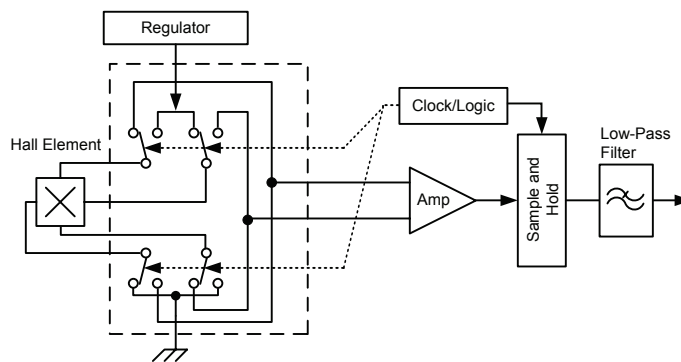 Regulator
Clock/Logic
Hall Element
Low-Pass
Filter
Amp
Sample and
Hold